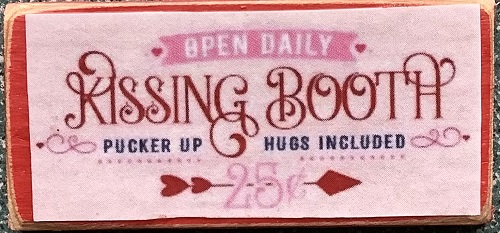 OPEN DAILY
KISSING BOOTH
PUCKER UP HUGS INCLUDED
25¢